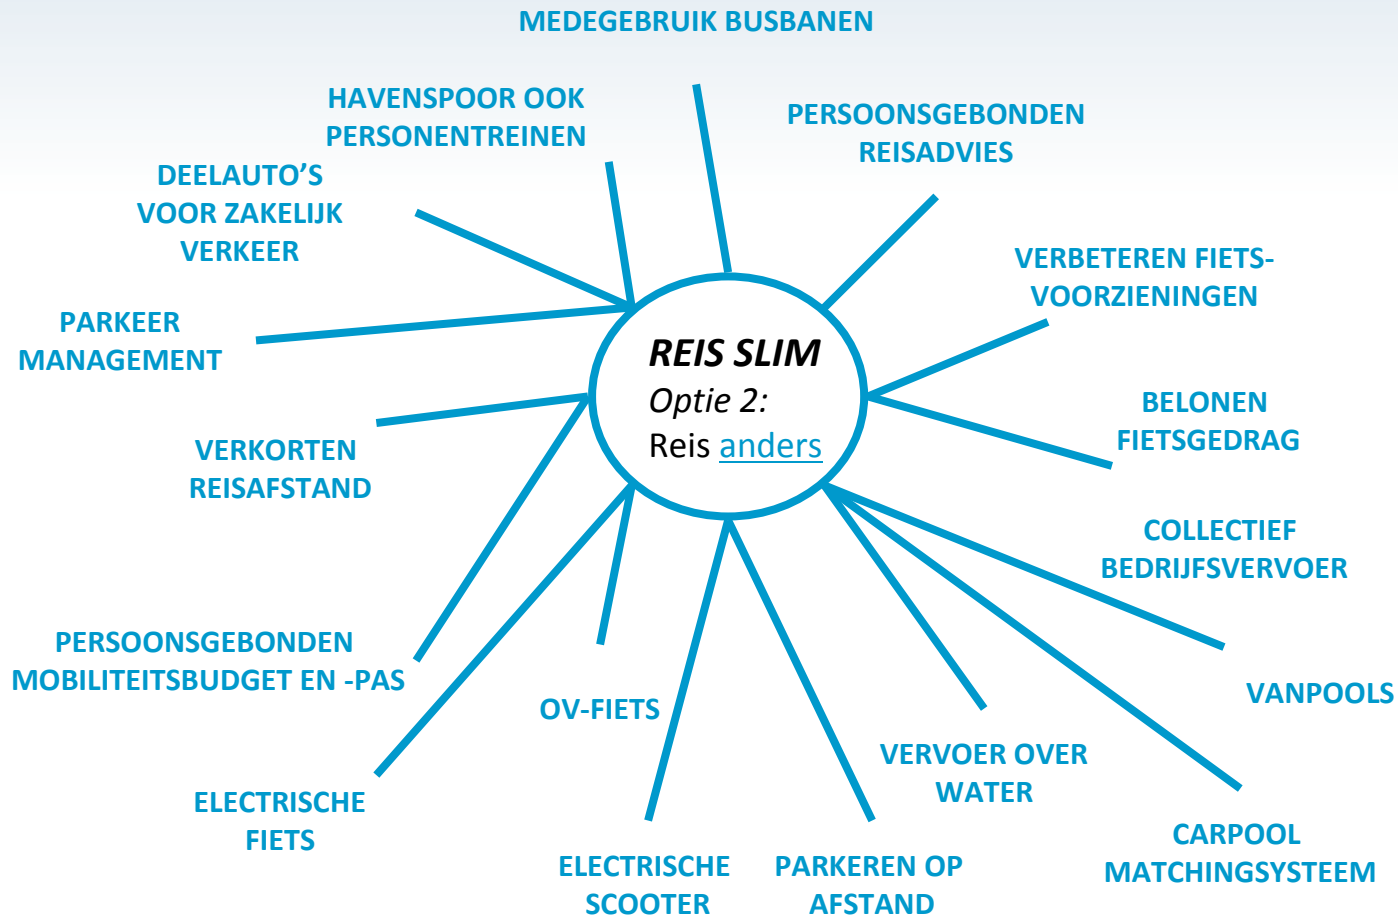 MEDEGEBRUIK BUSBANEN
HAVENSPOOR OOK
PERSONENTREINEN
PERSOONSGEBONDEN
REISADVIES
DEELAUTO’S
VOOR ZAKELIJK
VERKEER
VERBETEREN FIETS-
VOORZIENINGEN
PARKEER
MANAGEMENT
REIS SLIM
Optie 2:
Reis anders
BELONEN
FIETSGEDRAG
VERKORTEN
REISAFSTAND
COLLECTIEF
BEDRIJFSVERVOER
PERSOONSGEBONDEN
MOBILITEITSBUDGET EN -PAS
VANPOOLS
OV-FIETS
VERVOER OVER
WATER
ELECTRISCHE
FIETS
CARPOOL
MATCHINGSYSTEEM
ELECTRISCHE
SCOOTER
PARKEREN OP
AFSTAND